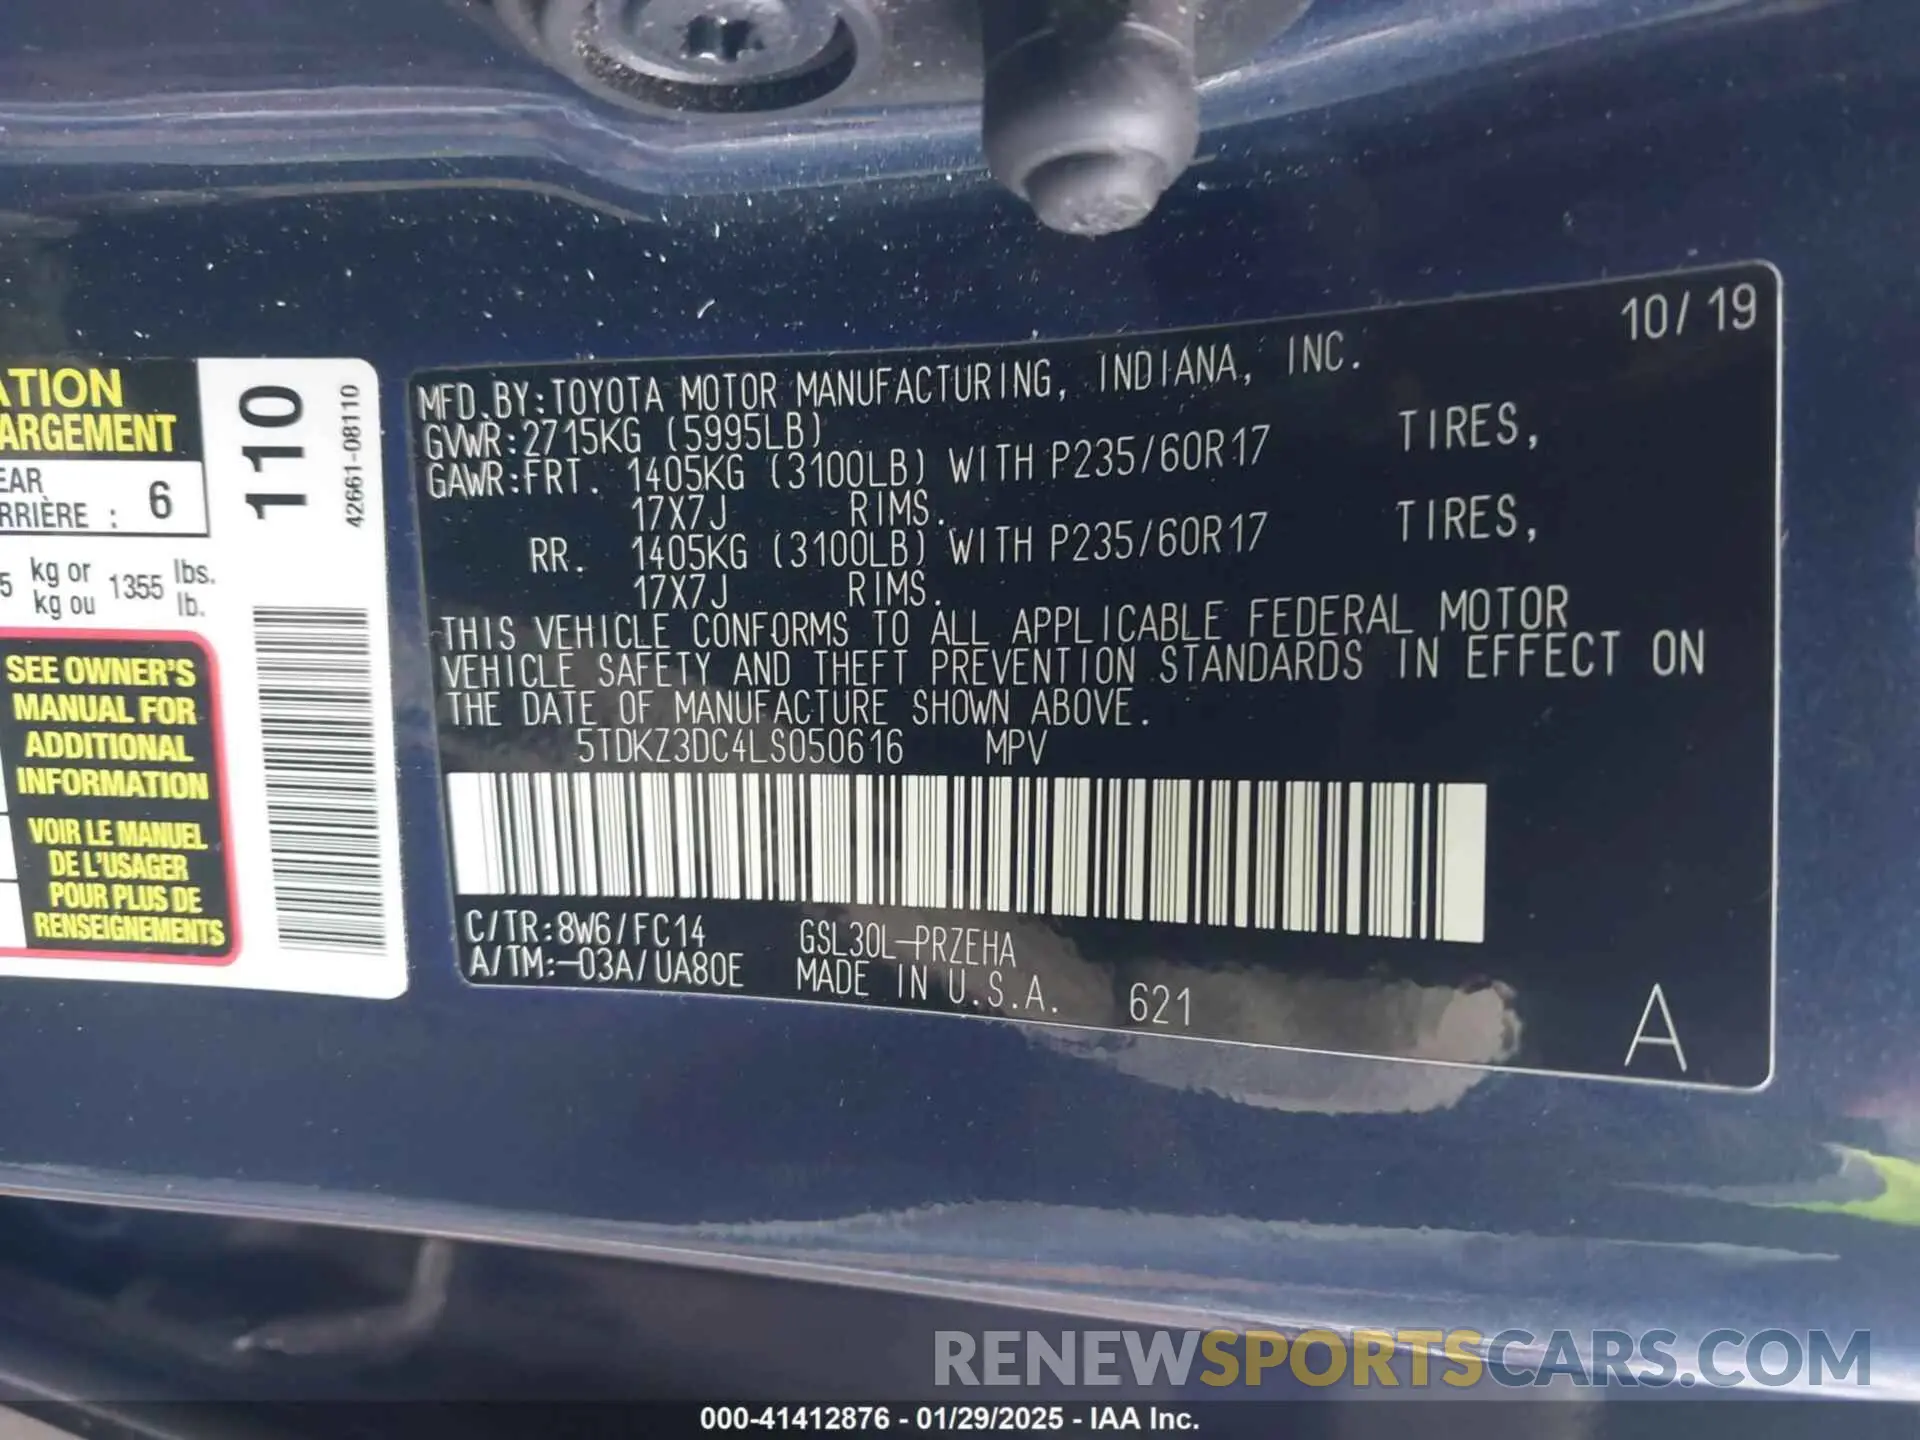 ATION
ARGEMENT
EAR
RRIÈRE : 6
5 kg or 1355 lbs.
kg ou lb.
SEE OWNER'S
MANUAL FOR
ADDITIONAL
INFORMATION
VOIR LE MANUEL
DE L'USAGER
POUR PLUS DE
RENSEIGNEMENTS
110
42661-08110
10/19
MFD. BY: TOYOTA MOTOR MANUFACTURING, INDIANA, INC.
GVWR: 2715KG (5995LB)
GAWR: FRT. 1405KG (3100LB) WITH P235/60R17 TIRES,
17X7J RIMS.
RR. 1405KG (3100LB) WITH P235/60R17 TIRES,
17X7J RIMS.
THIS VEHICLE CONFORMS TO ALL APPLICABLE FEDERAL MOTOR
VEHICLE SAFETY AND THEFT PREVENTION STANDARDS IN EFFECT ON
THE DATE OF MANUFACTURE SHOWN ABOVE.
5TDKZ3DC4LS050616 MPV
C/TR: 8W6/FC14 GSL30L-PRZEHA
A/TM: -03A/UA80E MADE IN U.S.A. 621
A
RENEWSPORTSCARS.COM
000-41412876 - 01/29/2025 - IAA Inc.